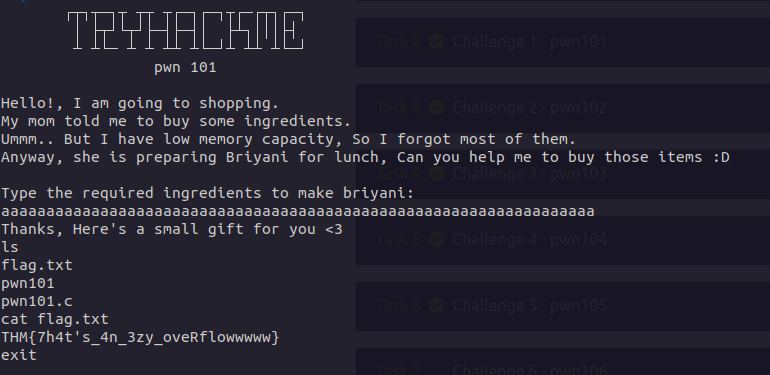 TRYHACKME
pwn 101
Hello!, I am going to shopping.
My mom told me to buy some ingredients.
Ummm.. But I have low memory capacity, So I forgot most of them.
Anyway, she is preparing Briyani for lunch, Can you help me to buy those items :D
Type the required ingredients to make briyani:
aaaaaaaaaaaaaaaaaaaaaaaaaaaaaaaaaaaaaaaaaaaaaaaaaaaaaaaaaaaaaaaaaa
Thanks, Here's a small gift for you <3
ls
flag.txt
pwn101
pwn101.c
cat flag.txt
THM{7h4t's_4n_3zy_oveRflowwwww}
exit
Task 2 Challenge 1 - pwn101
Task 3 Challenge 2 - pwn102
Task 4 Challenge 3 - pwn103
Task 5 Challenge 4 - pwn104
Task 6 Challenge 5 - pwn105
Task 7 Challenge 6 - pwn106